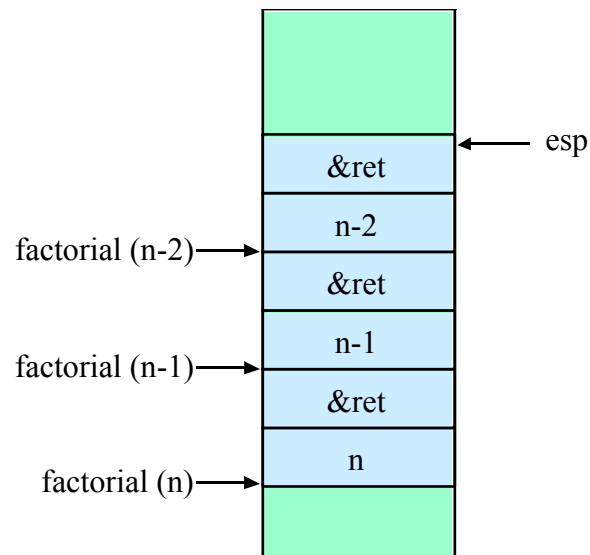 esp
&ret
n-2
factorial (n-2)
&ret
n-1
factorial (n-1)
&ret
n
factorial (n)